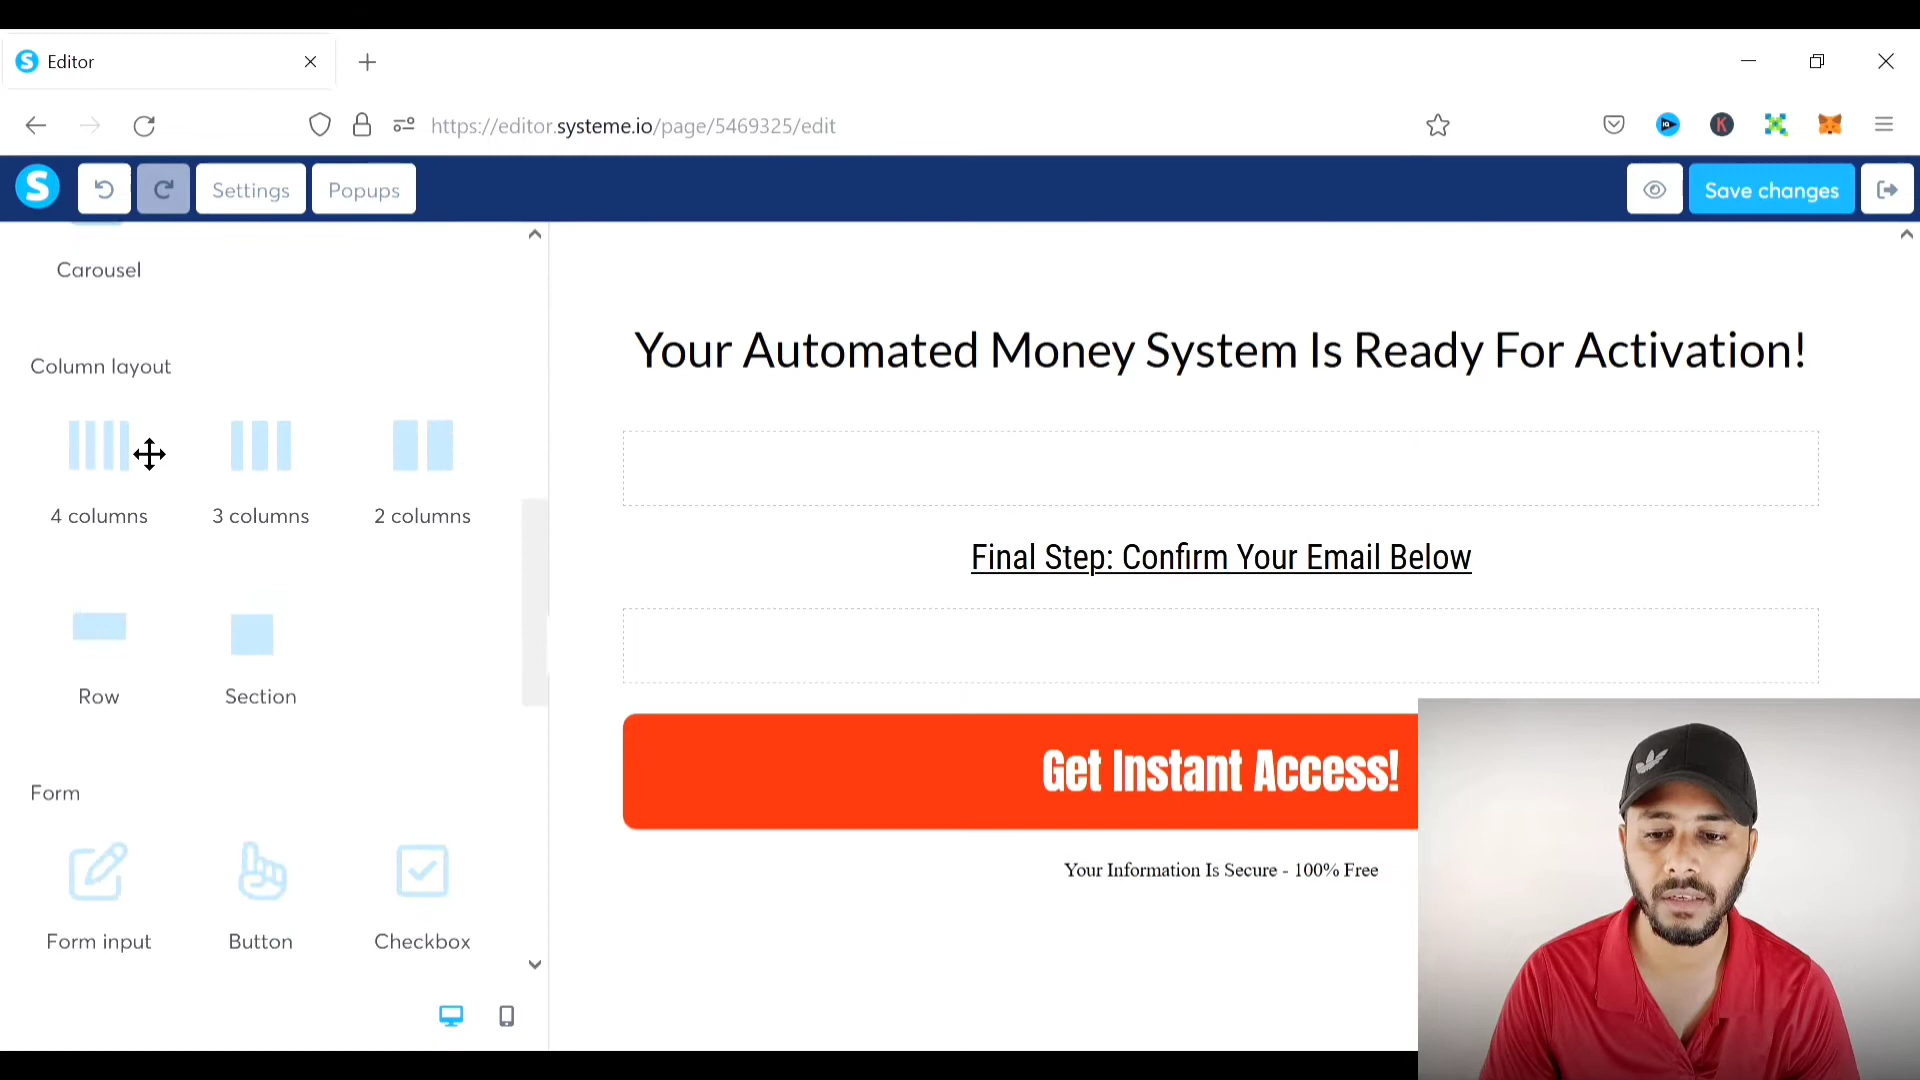 Editor
https://editor.systeme.io/page/5469325/edit
S
Settings
Popups
Save changes
Carousel
Column layout
4 columns
3 columns
2 columns
Row
Section
Form
Form input
Button
Checkbox
Your Automated Money System Is Ready For Activation!
Final Step: Confirm Your Email Below
Get Instant Access!
Your Information Is Secure - 100% Free